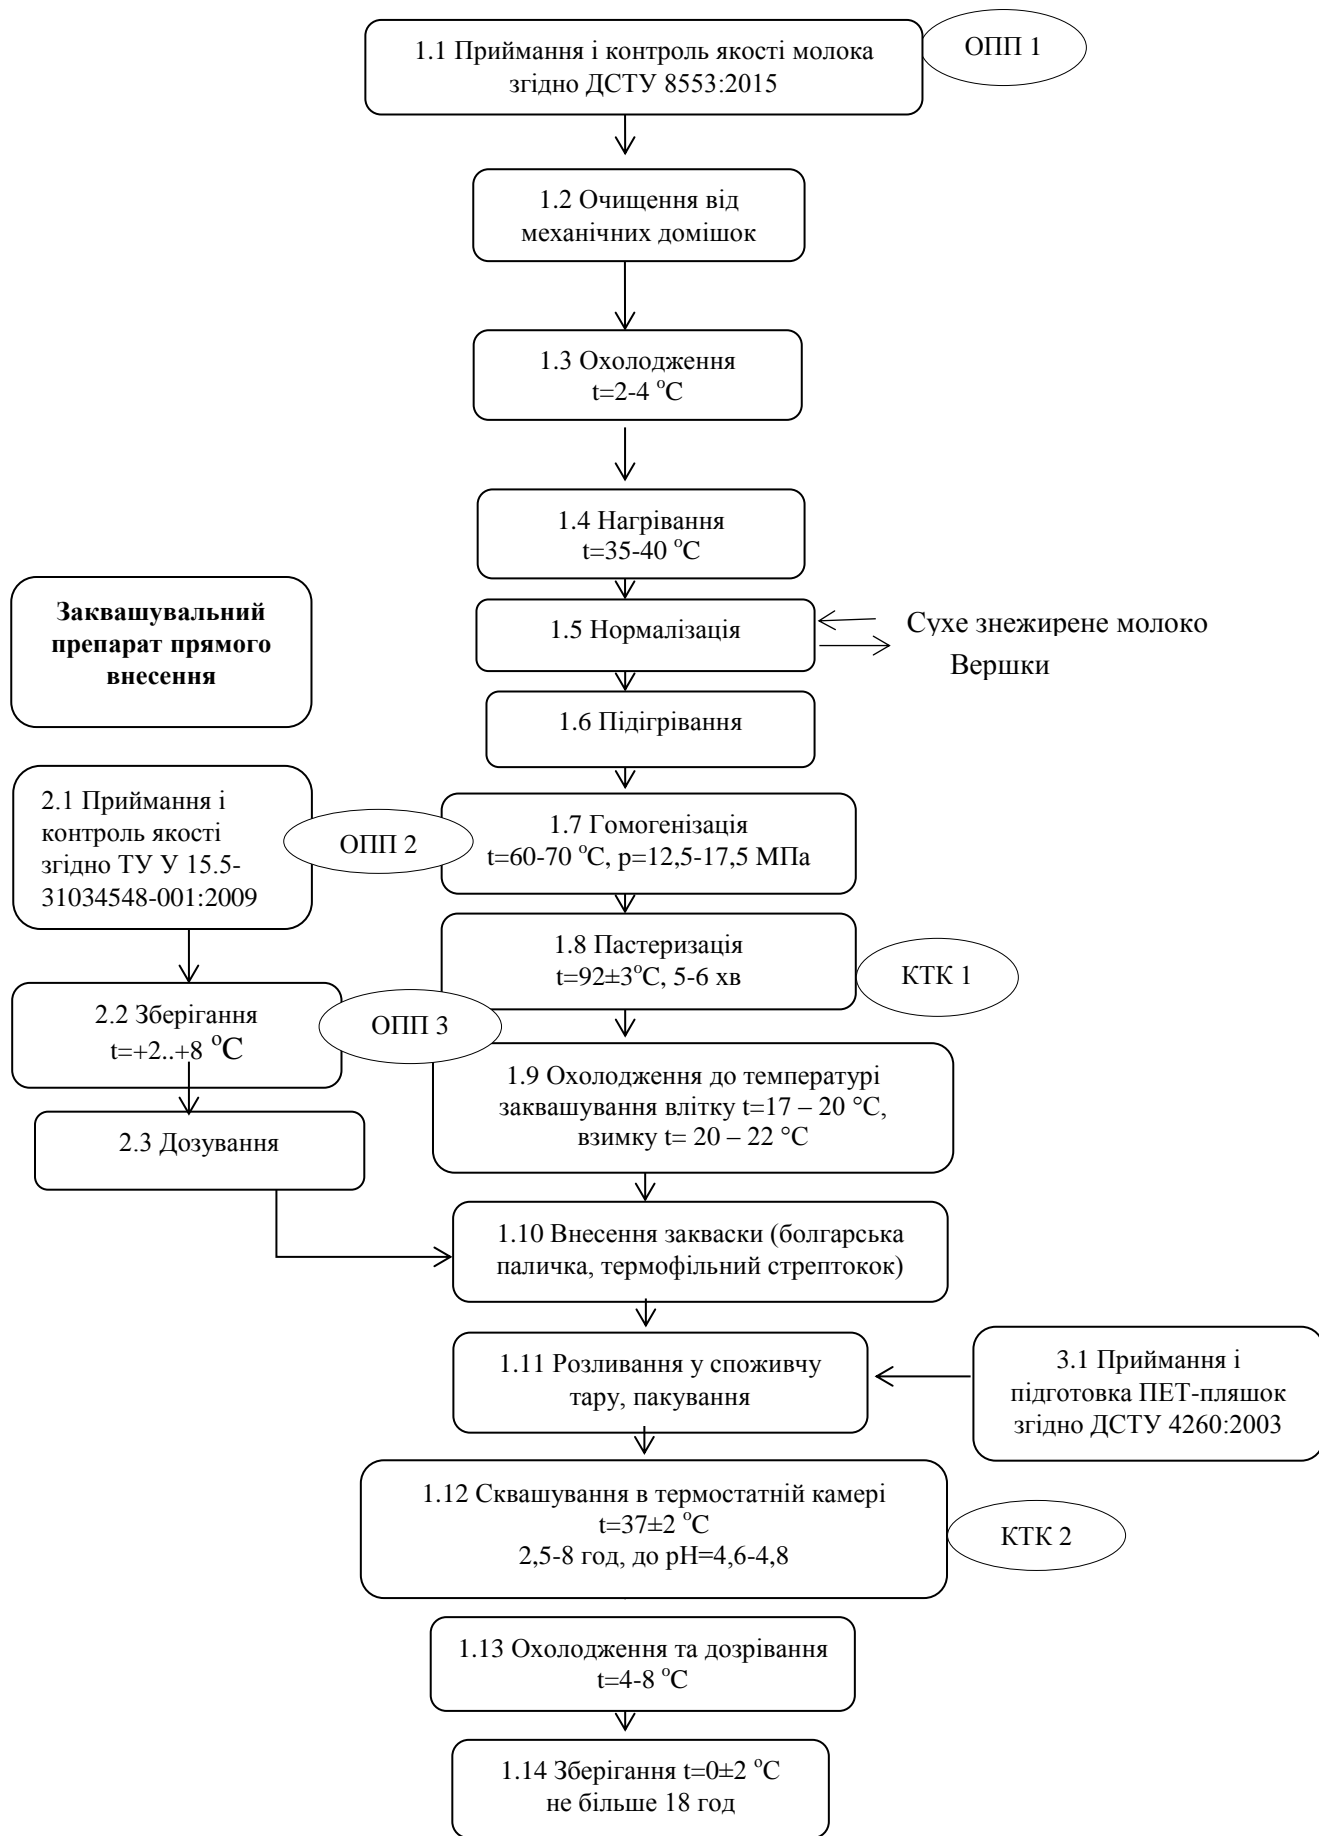 1.1 Приймання і контроль якості молока
згідно ДСТУ 8553:2015
ОПП 1
1.2 Очищення від
механічних домішок
1.3 Охолодження
t=2-4 °С
1.4 Нагрівання
t=35-40 °С
Заквашувальний
препарат прямого
внесення
1.5 Нормалізація
Сухе знежирене молоко
Вершки
1.6 Підігрівання
2.1 Приймання і
контроль якості
згідно ТУ У 15.5-
31034548-001:2009
ОПП 2
1.7 Гомогенізація
t=60-70 °С, р=12,5-17,5 МПа
1.8 Пастеризація
t=92±3°С, 5-6 хв
КТК 1
2.2 Зберігання
t=+2..+8 °С
ОПП 3
1.9 Охолодження до температурі
заквашування влітку t=17 – 20 °С,
взимку t= 20 – 22 °С
2.3 Дозування
1.10 Внесення закваски (болгарська
паличка, термофільний стрептокок)
1.11 Розливання у споживчу
тару, пакування
3.1 Приймання і
підготовка ПЕТ-пляшок
згідно ДСТУ 4260:2003
1.12 Сквашування в термостатній камері
t=37±2 °С
2,5-8 год, до рН=4,6-4,8
КТК 2
1.13 Охолодження та дозрівання
t=4-8 °С
1.14 Зберігання t=0±2 °С
не більше 18 год